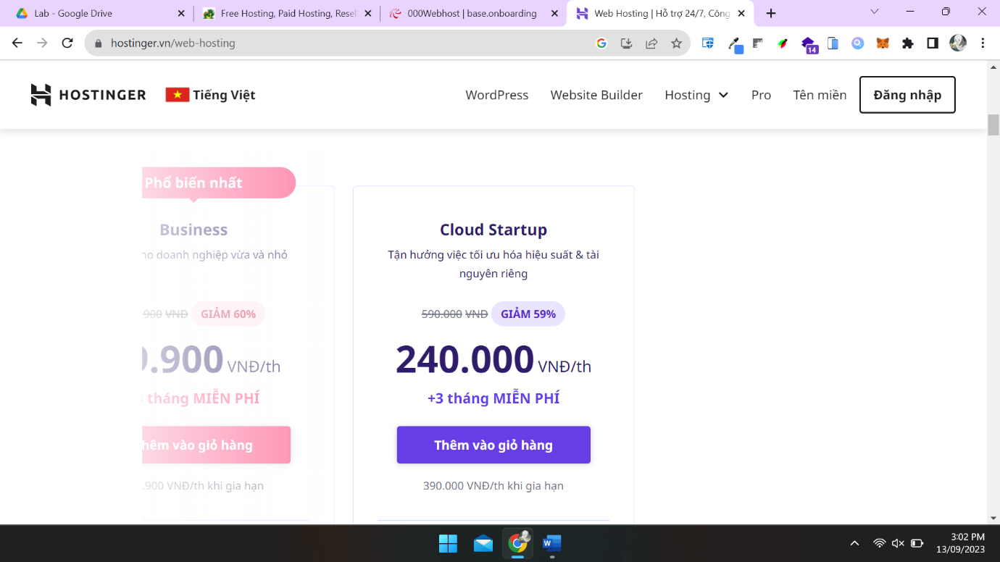 Lab - Google Drive
Free Hosting, Paid Hosting, Resel
000Webhost | base.onboarding
Web Hosting | Hỗ trợ 24/7, Công
hostinger.vn/web-hosting
14
HOSTINGER
Tiếng Việt
WordPress
Website Builder
Hosting
Pro
Tên miền
Đăng nhập
Phổ biến nhất
Business
doanh nghiệp vừa và nhỏ
.900 VNĐ GIẢM 60%
.900 VNĐ/th
tháng MIỄN PHÍ
hêm vào giỏ hàng
.900 VNĐ/th khi gia hạn
Cloud Startup
Tận hưởng việc tối ưu hóa hiệu suất & tài
nguyên riêng
590.000 VNĐ GIẢM 59%
240.000 VNĐ/th
+3 tháng MIỄN PHÍ
Thêm vào giỏ hàng
390.000 VNĐ/th khi gia hạn
3:02 PM
13/09/2023